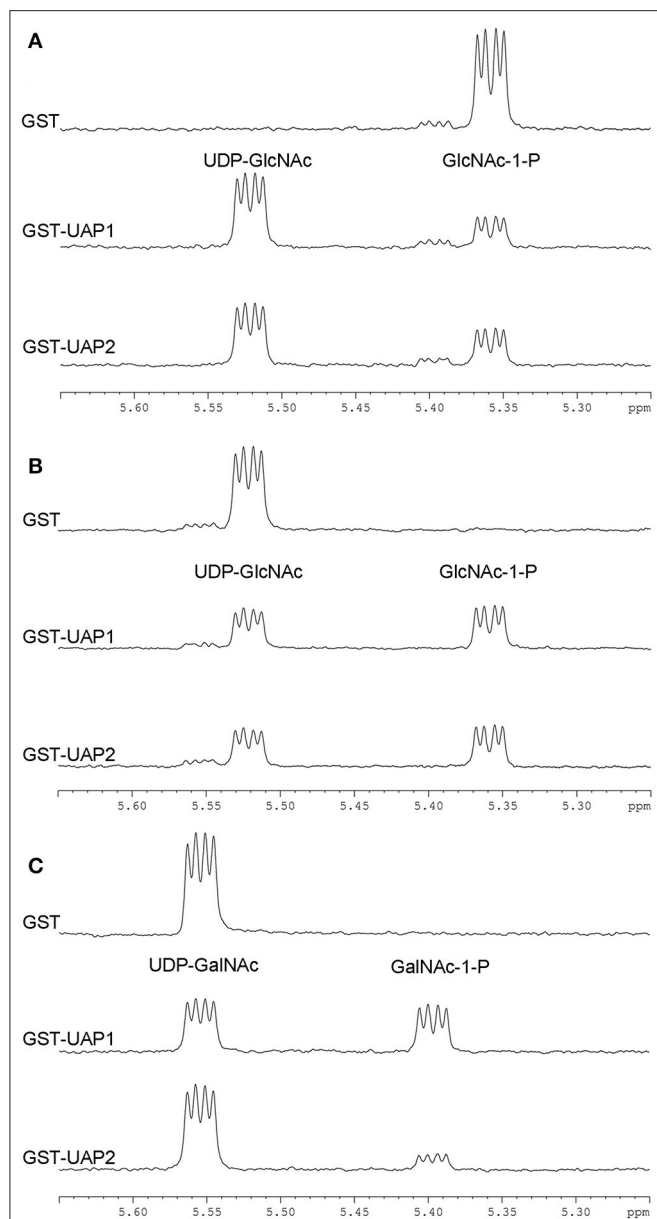 A
GST
UDP-GlcNAc GlcNAc-1-P
GST-UAP1
GST-UAP2
5.60 5.55 5.50 5.45 5.40 5.35 5.30 ppm
B
GST
UDP-GlcNAc GlcNAc-1-P
GST-UAP1
GST-UAP2
5.60 5.55 5.50 5.45 5.40 5.35 5.30 ppm
C
GST
UDP-GalNAc GalNAc-1-P
GST-UAP1
GST-UAP2
5.60 5.55 5.50 5.45 5.40 5.35 5.30 ppm